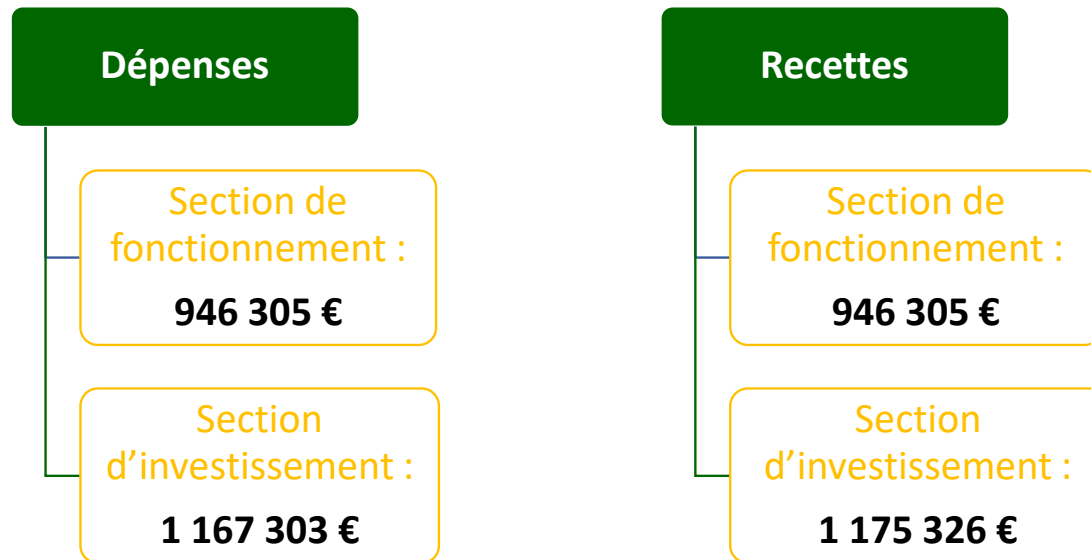 Dépenses
Section de
fonctionnement :
946 305 €
Section
d’investissement :
1 167 303 €
Recettes
Section de
fonctionnement :
946 305 €
Section
d’investissement :
1 175 326 €